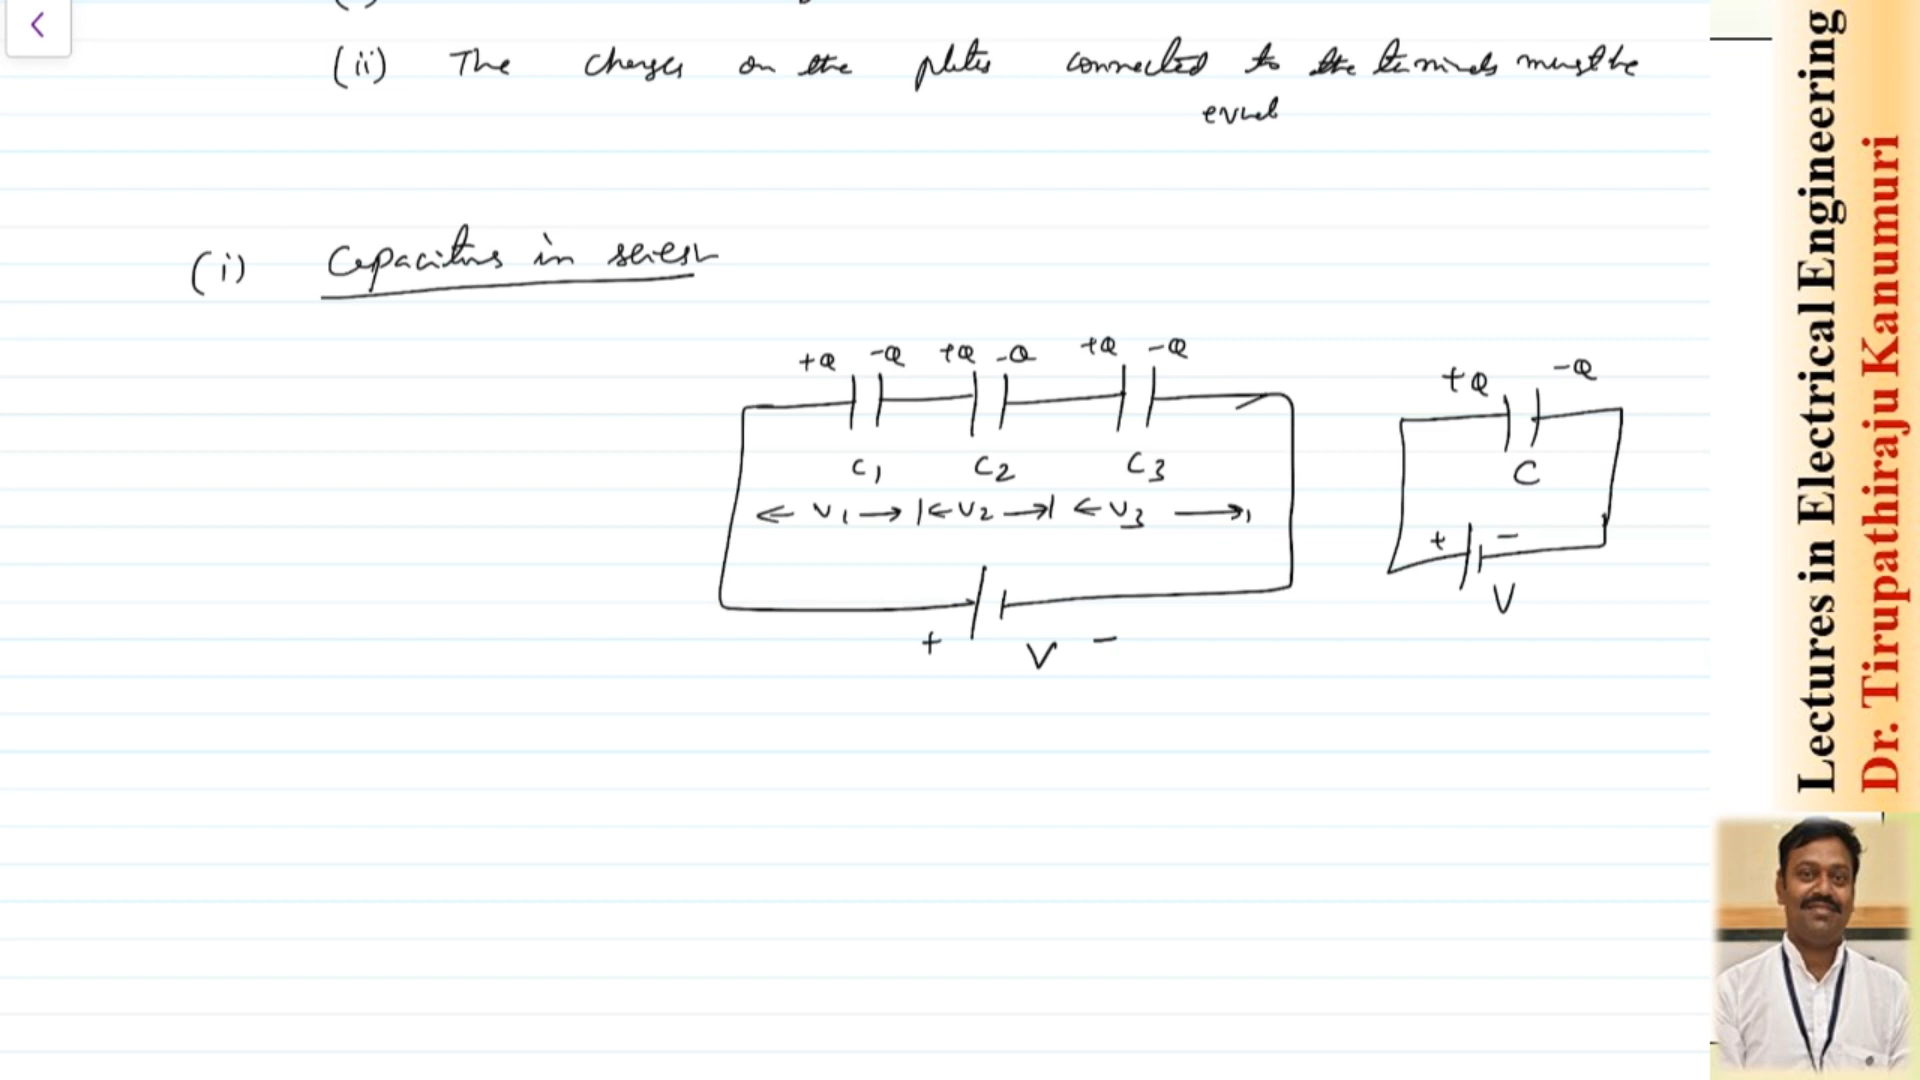 (ii) The charges on the plates connected to the terminals must be
equal
(i) Capacitors in series
+Q -Q +Q -Q +Q -Q
C1 C2 C3
V1 V2 V3
+ V -
+Q -Q
C
+ -
V
Lectures in Electrical Engineering
Dr. Tirupathiraju Kanumuri